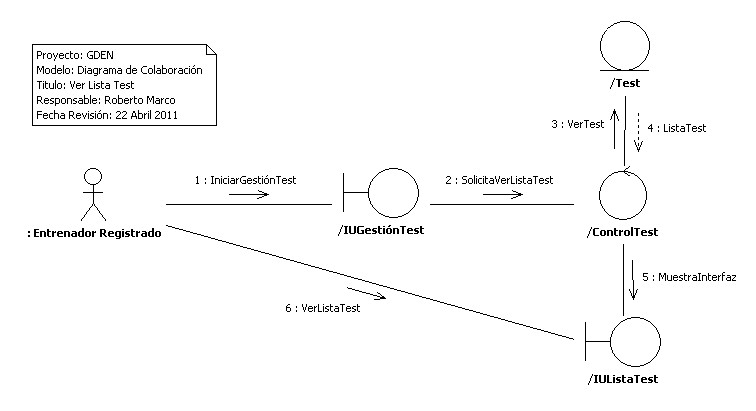 Proyecto: GDEN
Modelo: Diagrama de Colaboración
Titulo: Ver Lista Test
Responsable: Roberto Marco
Fecha Revisión: 22 Abril 2011
/Test
3 : VerTest
4 : ListaTest
1 : IniciarGestiónTest
2 : SolicitaVerListaTest
: Entrenador Registrado
/IUGestiónTest
/ControlTest
5 : MuestraInterfaz
6 : VerListaTest
/IUListaTest